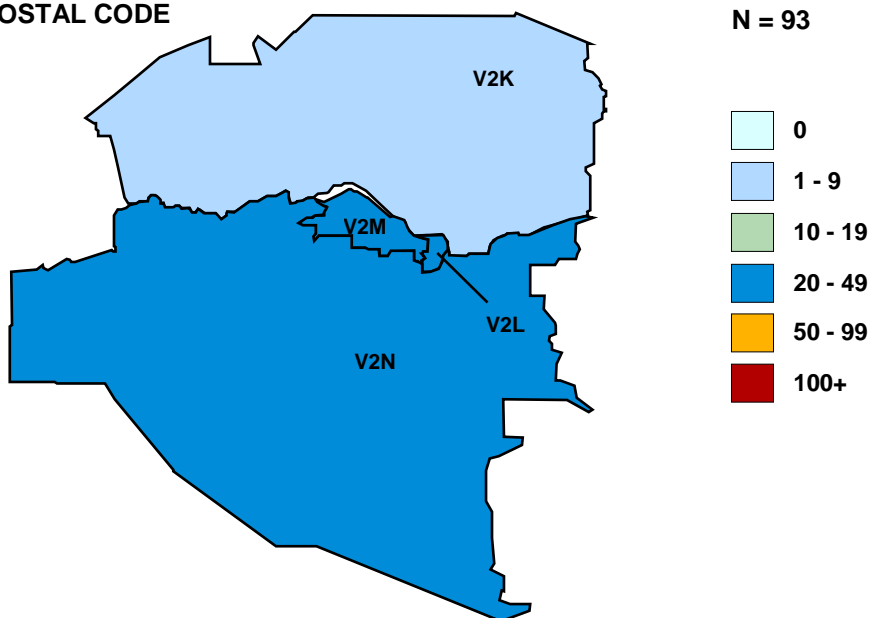 OSTAL CODE
N = 93
V2K
V2M
V2L
V2N
0
1 - 9
10 - 19
20 - 49
50 - 99
100+